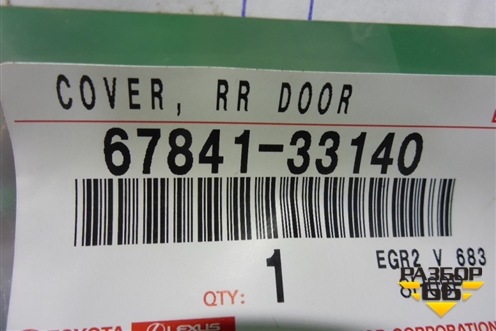 COVER, RR DOOR
67841-33140
EGR2 V 683
QTY: 1
РАЗБОР
66
TOYOTA LEXUS
CORPORATION